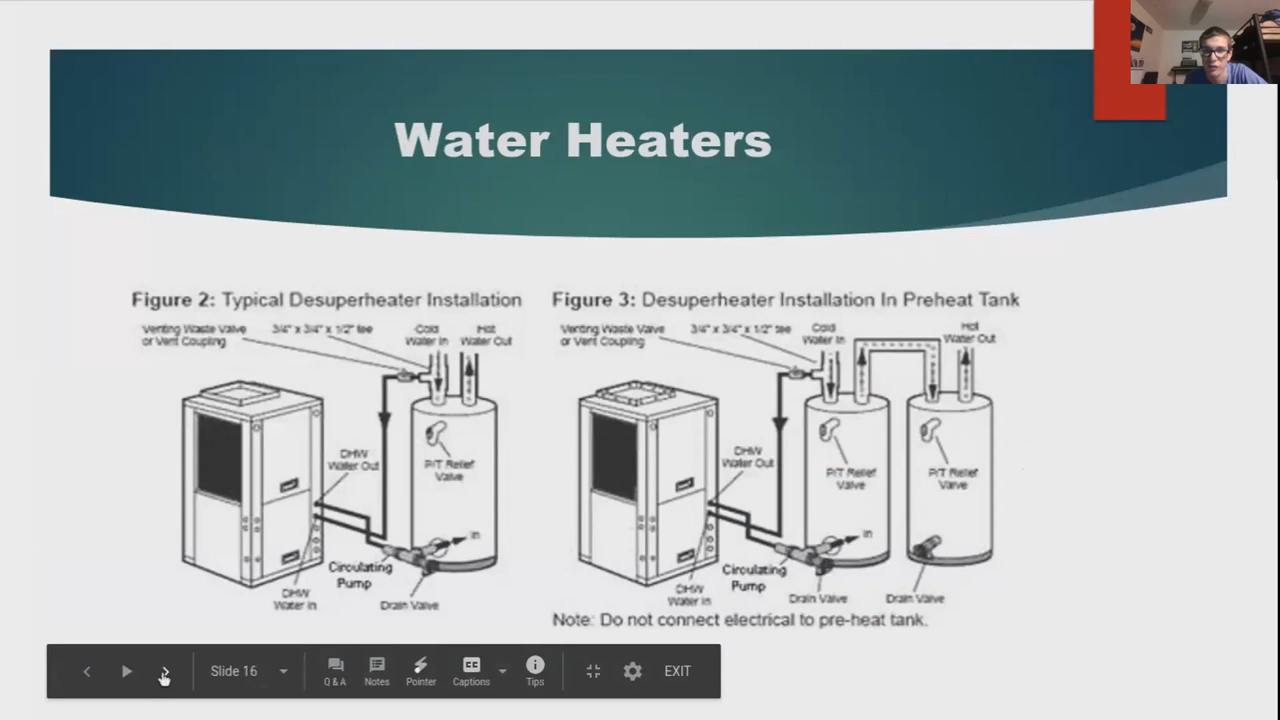 Water Heaters
Figure 2: Typical Desuperheater Installation
Venting Waste Valve
or Vent Coupling
3/4" x 3/4" x 1/2" tee
Cold
Water In
Hot
Water Out
DHW
Water Out
P/T Relief
Valve
In
Circulating
Pump
DHW
Water In
Drain Valve
Figure 3: Desuperheater Installation In Preheat Tank
Venting Waste Valve
or Vent Coupling
3/4" x 3/4" x 1/2" tee
Cold
Water In
Hot
Water Out
DHW
Water Out
P/T Relief
Valve
P/T Relief
Valve
In
Circulating
Pump
DHW
Water In
Drain Valve
Drain Valve
Note: Do not connect electrical to pre-heat tank.
Slide 16
Q & A
Notes
Pointer
CC
Captions
Tips
EXIT